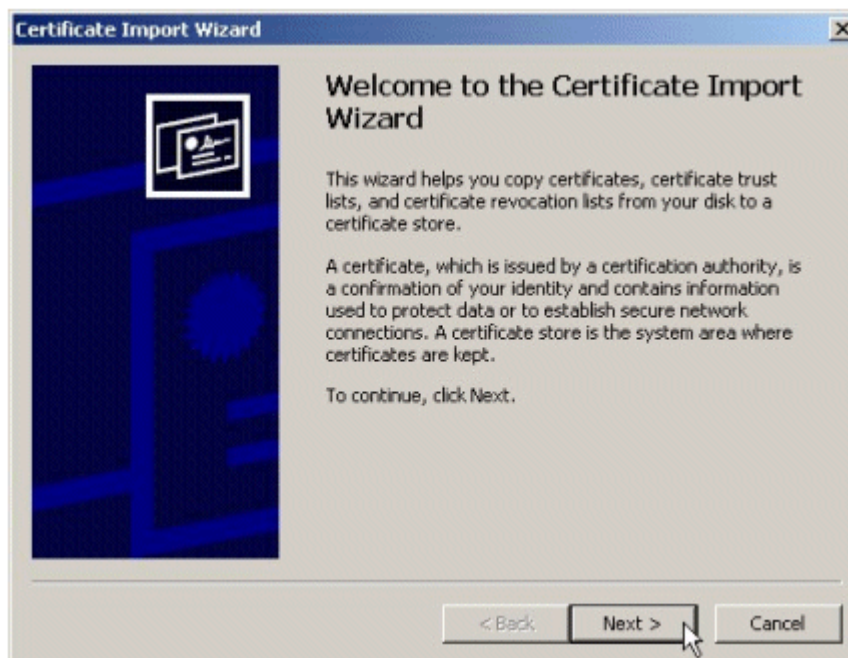 Certificate Import Wizard
Welcome to the Certificate Import
Wizard
This wizard helps you copy certificates, certificate trust
lists, and certificate revocation lists from your disk to a
certificate store.
A certificate, which is issued by a certification authority, is
a confirmation of your identity and contains information
used to protect data or to establish secure network
connections. A certificate store is the system area where
certificates are kept.
To continue, click Next.
< Back Next > Cancel